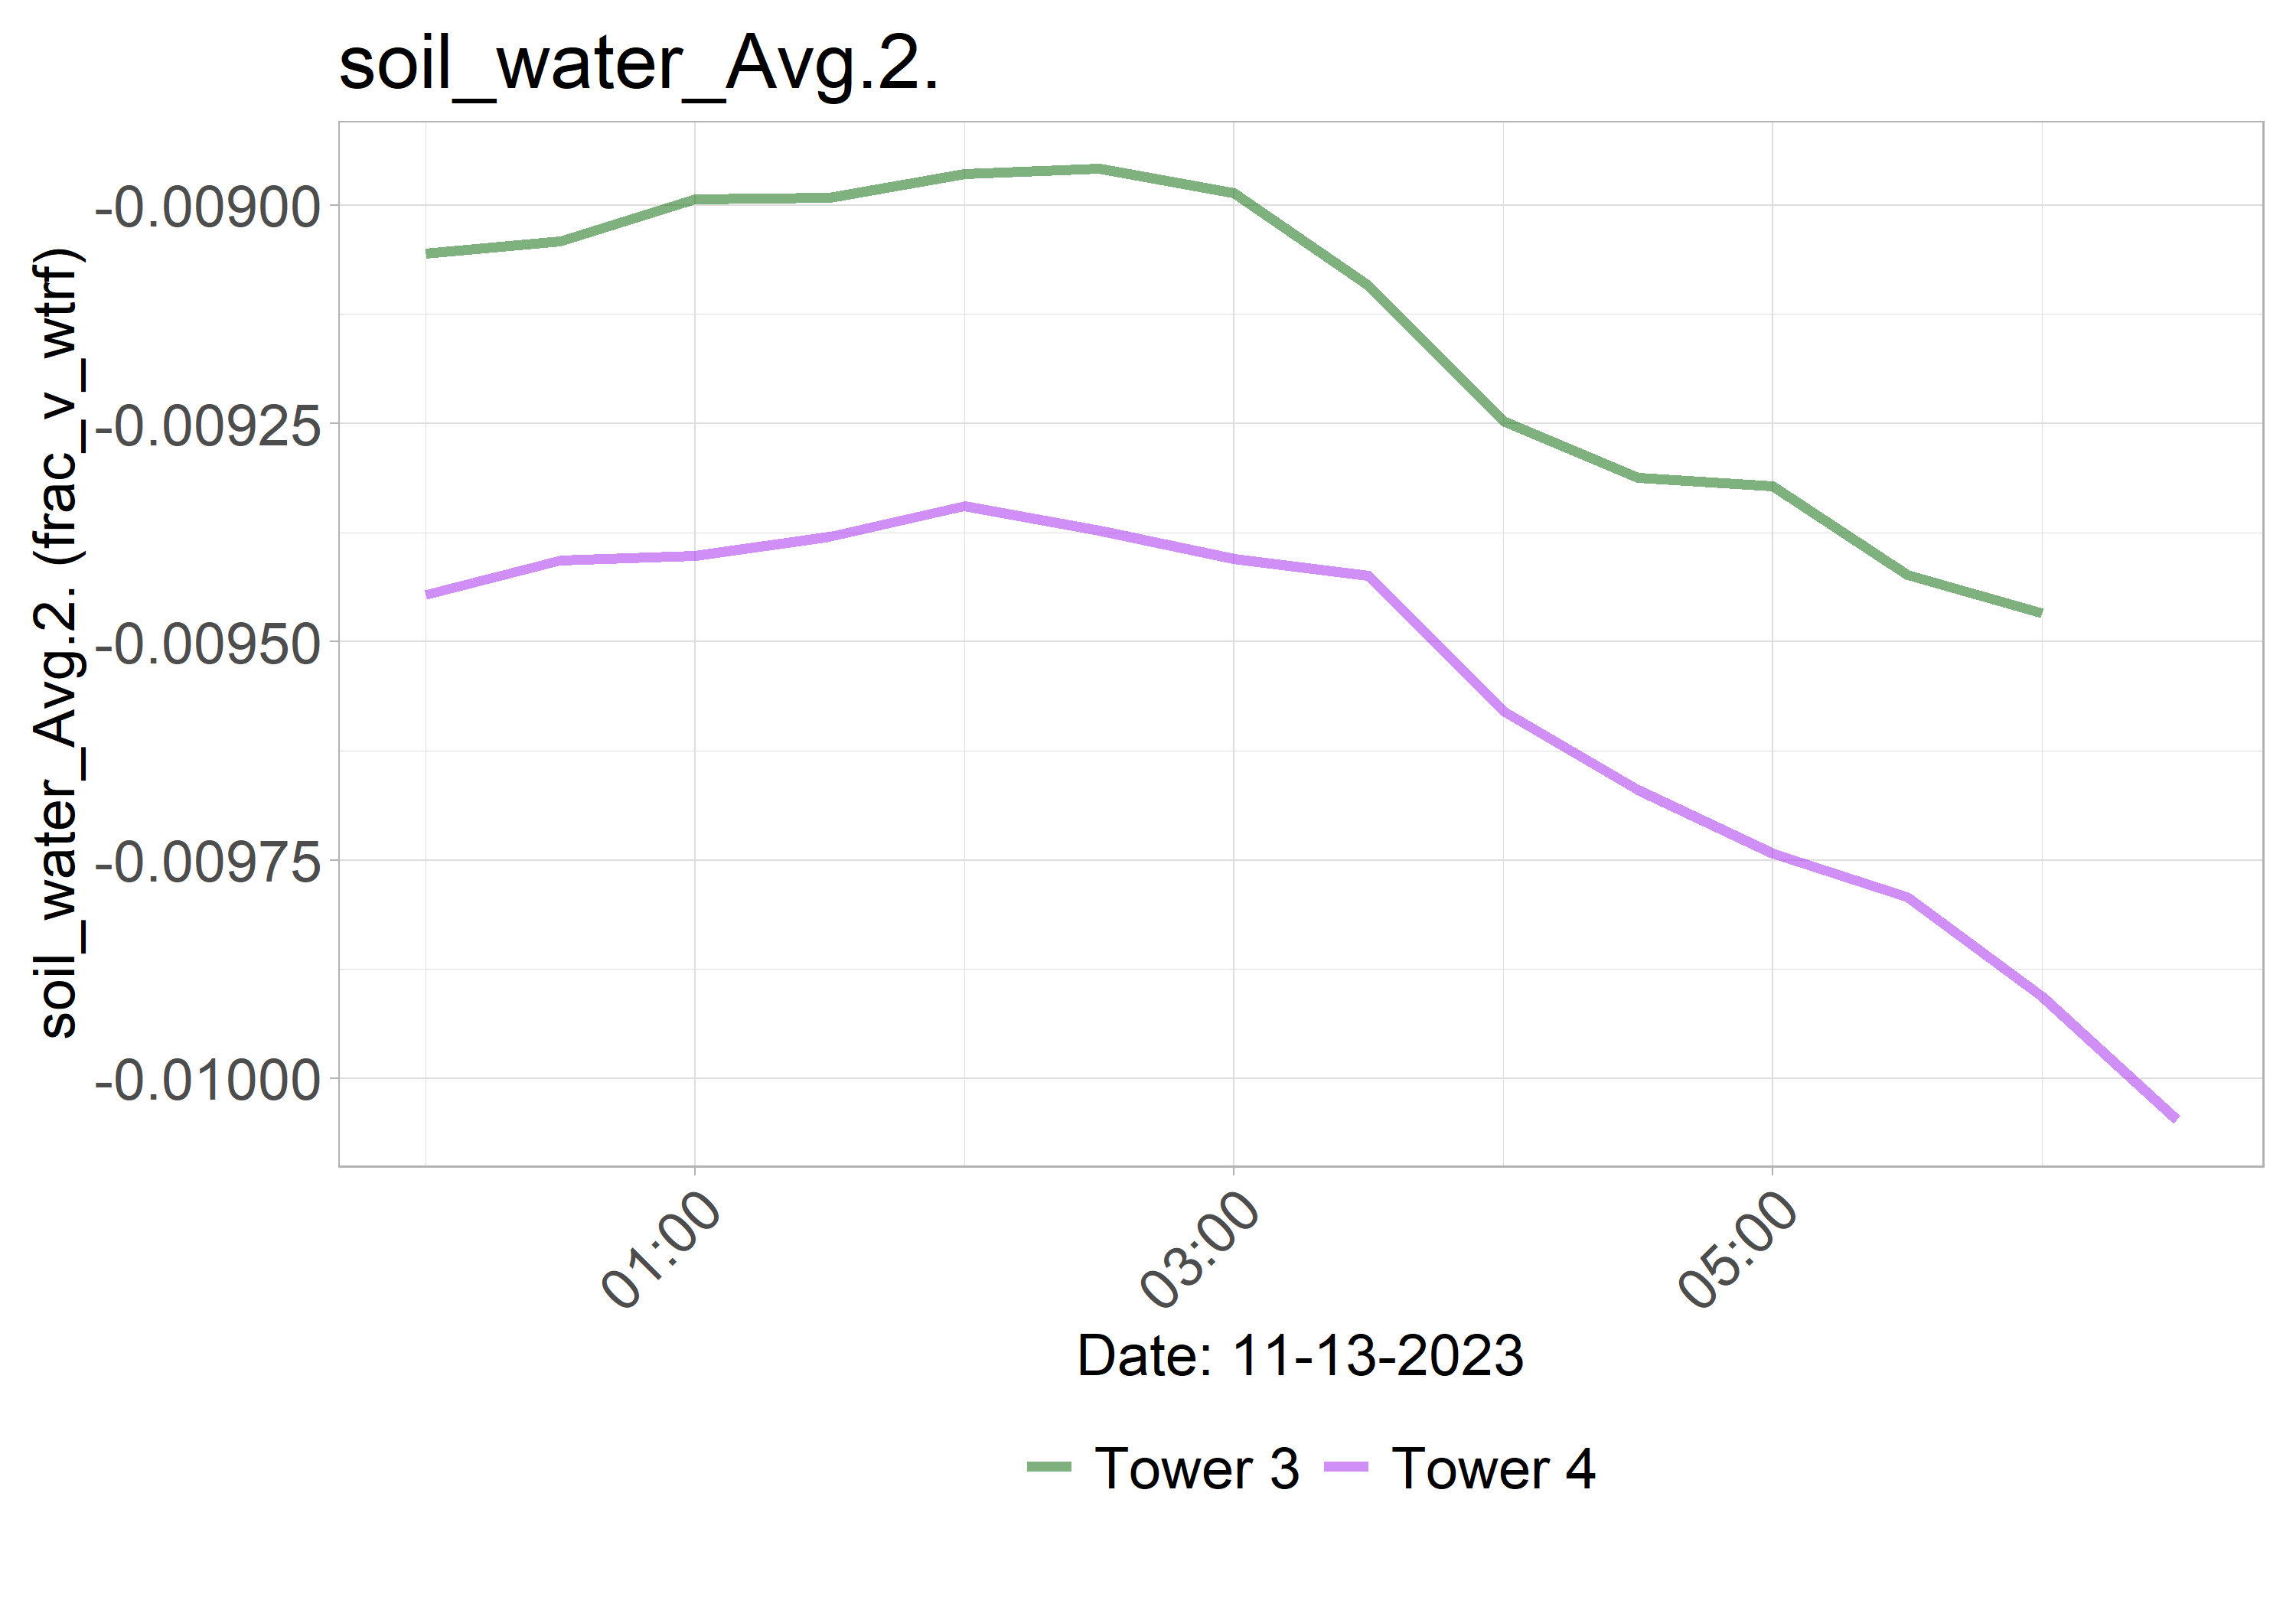 soil_water_Avg.2.
soil_water_Avg.2. (frac_v_wtrf)
-0.00900
-0.00925
-0.00950
-0.00975
-0.01000
01:00
03:00
05:00
Date: 11-13-2023
Tower 3
Tower 4